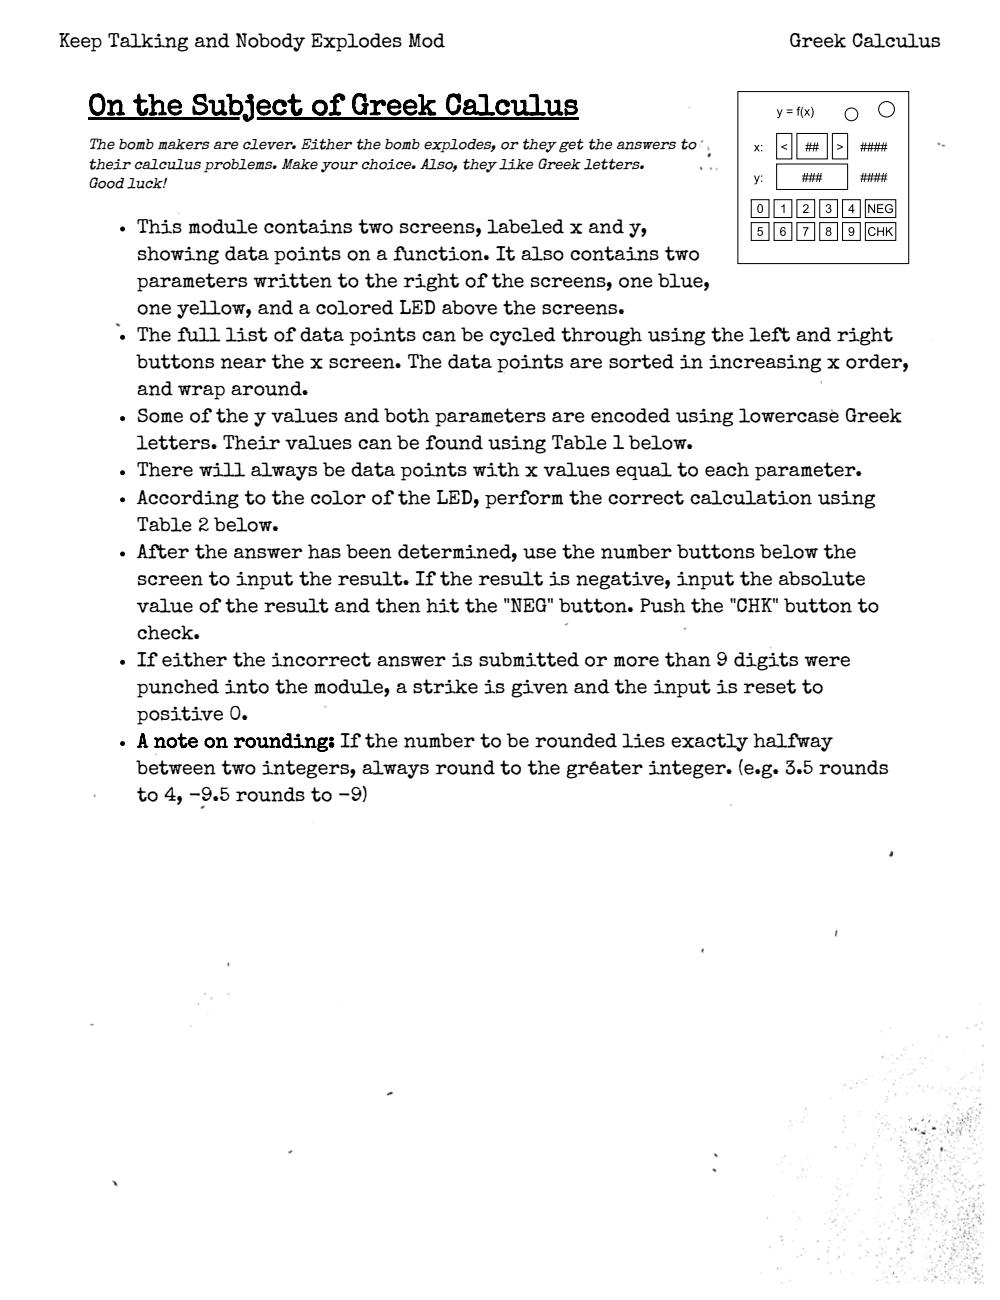 Keep Talking and Nobody Explodes Mod
Greek Calculus
On the Subject of Greek Calculus
The bomb makers are clever. Either the bomb explodes, or they get the answers to
their calculus problems. Make your choice. Also, they like Greek letters.
Good luck!
y = f(x)
x: < ## > ####
y: ### ####
0 1 2 3 4 NEG
5 6 7 8 9 CHK
• This module contains two screens, labeled x and y,
showing data points on a function. It also contains two
parameters written to the right of the screens, one blue,
one yellow, and a colored LED above the screens.
• The full list of data points can be cycled through using the left and right
buttons near the x screen. The data points are sorted in increasing x order,
and wrap around.
• Some of the y values and both parameters are encoded using lowercase Greek
letters. Their values can be found using Table 1 below.
• There will always be data points with x values equal to each parameter.
• According to the color of the LED, perform the correct calculation using
Table 2 below.
• After the answer has been determined, use the number buttons below the
screen to input the result. If the result is negative, input the absolute
value of the result and then hit the "NEG" button. Push the "CHK" button to
check.
• If either the incorrect answer is submitted or more than 9 digits were
punched into the module, a strike is given and the input is reset to
positive 0.
• A note on rounding: If the number to be rounded lies exactly halfway
between two integers, always round to the greater integer. (e.g. 3.5 rounds
to 4, -9.5 rounds to -9)